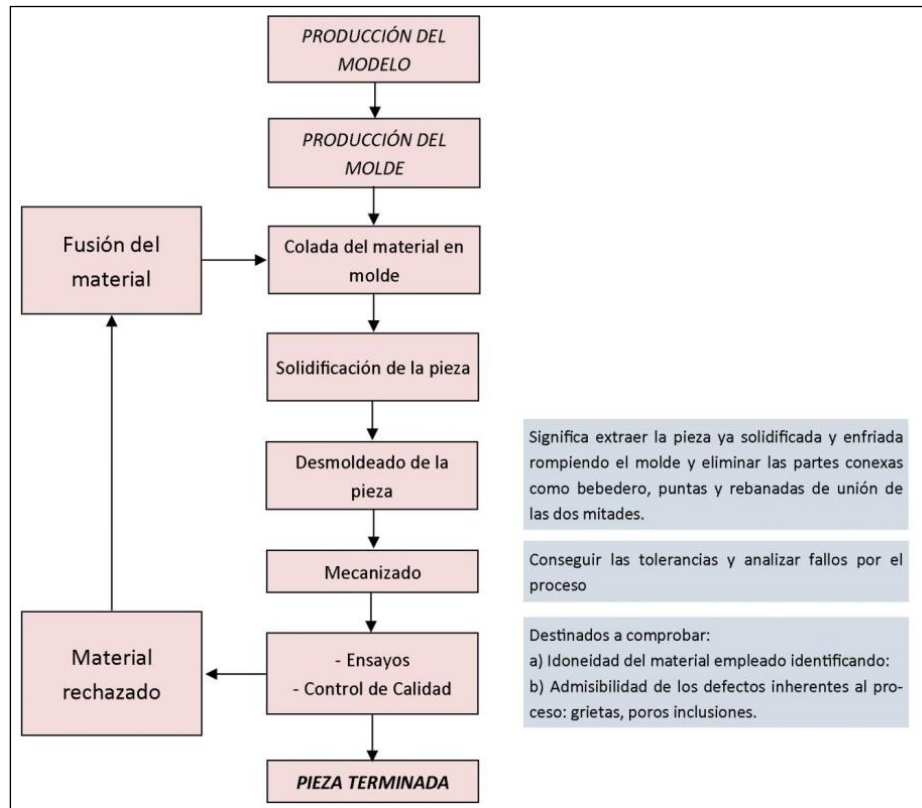 PRODUCCIÓN DEL
MODELO
PRODUCCIÓN DEL
MOLDE
Fusión del
material
Colada del material en
molde
Solidificación de la pieza
Desmoldeado de la
pieza
Significa extraer la pieza ya solidificada y enfriada
rompiendo el molde y eliminar las partes conexas
como bebedero, puntas y rebanadas de unión de
las dos mitades.
Mecanizado
Conseguir las tolerancias y analizar fallos por el
proceso
Material
rechazado
- Ensayos
- Control de Calidad
Destinados a comprobar:
a) Idoneidad del material empleado identificando:
b) Admisibilidad de los defectos inherentes al pro-
ceso: grietas, poros inclusiones.
PIEZA TERMINADA